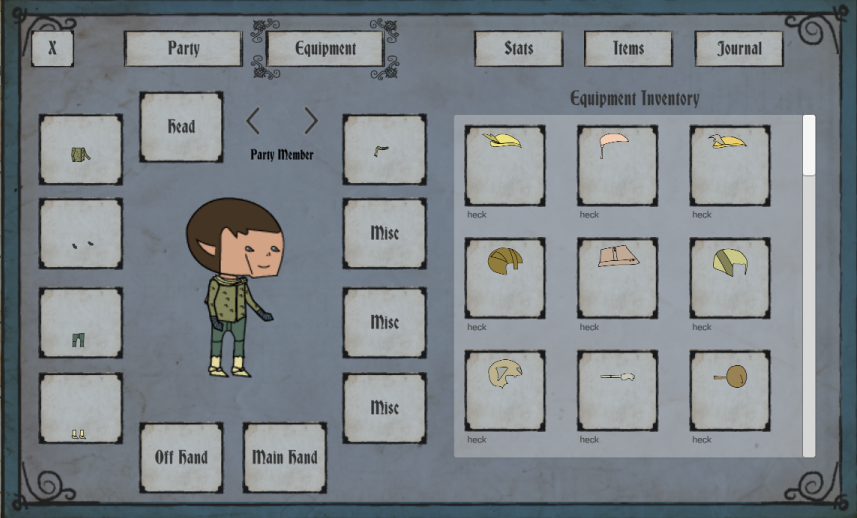 X
Party
Equipment
Stats
Items
Journal
Head
Party Member
Misc
Misc
Misc
Off Hand
Main Hand
Equipment Inventory
heck
heck
heck
heck
heck
heck
heck
heck
heck